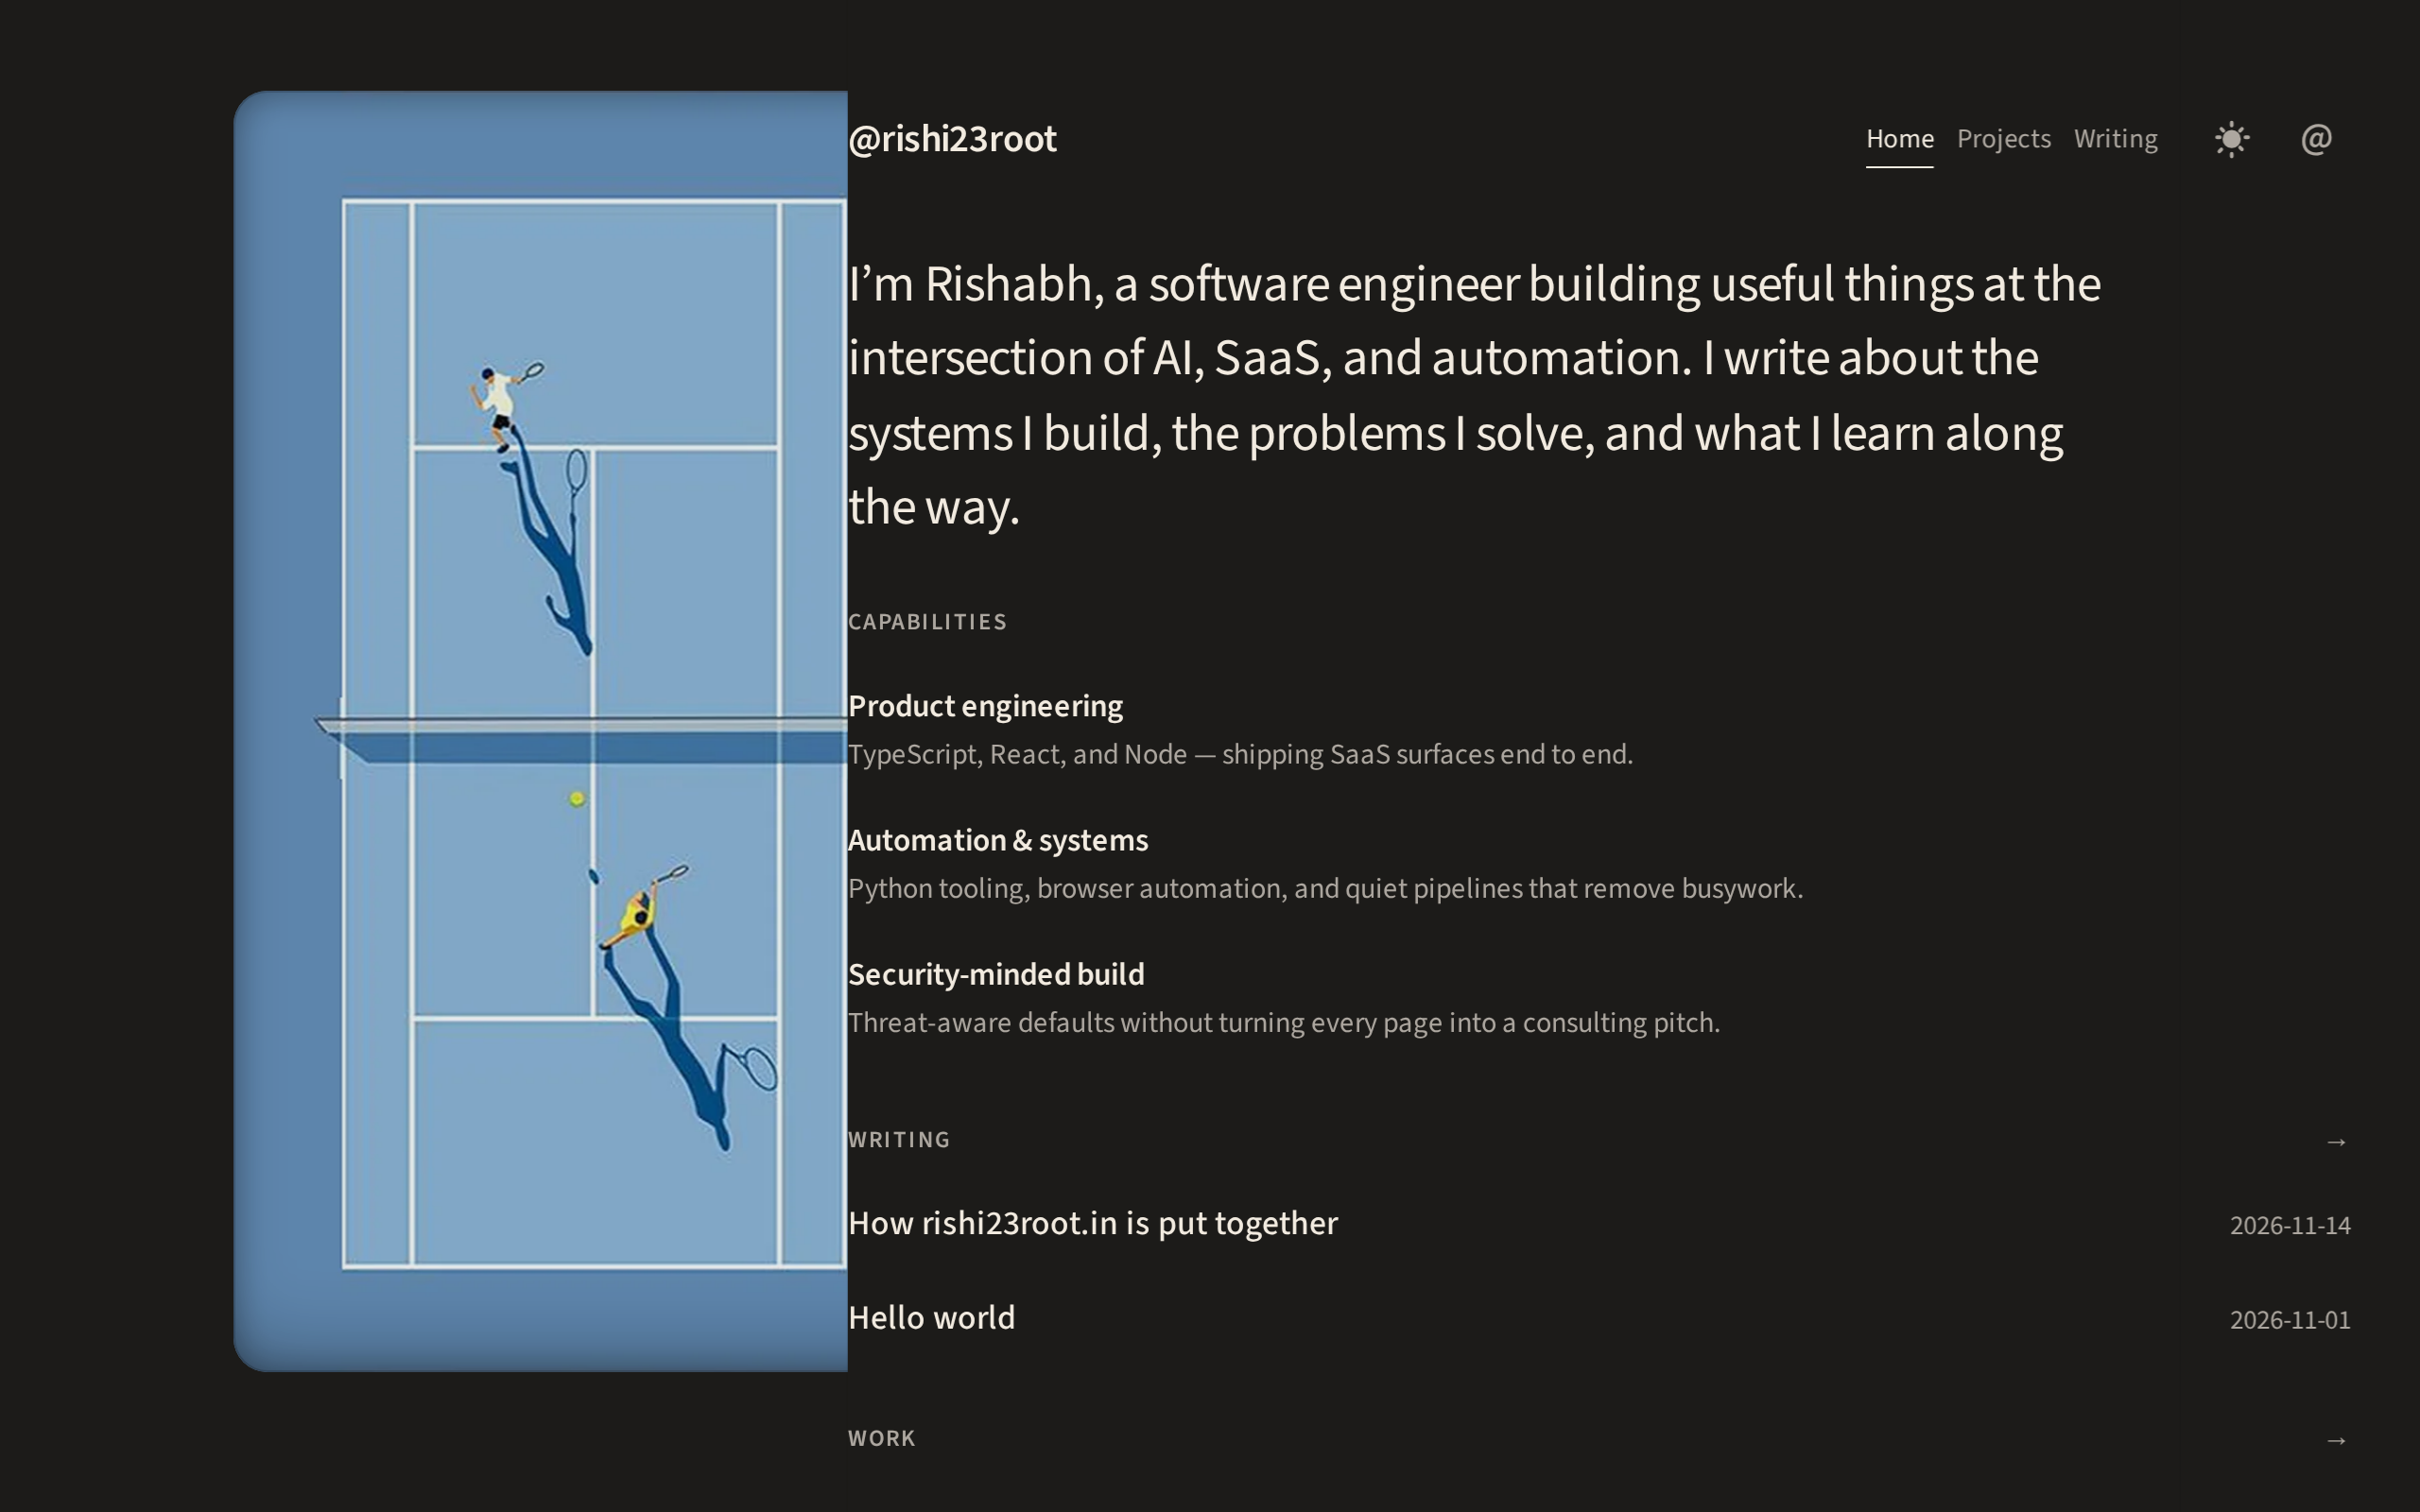 @rishi23root
Home Projects Writing @
I’m Rishabh, a software engineer building useful things at the
intersection of AI, SaaS, and automation. I write about the
systems I build, the problems I solve, and what I learn along
the way.
CAPABILITIES
Product engineering
TypeScript, React, and Node — shipping SaaS surfaces end to end.
Automation & systems
Python tooling, browser automation, and quiet pipelines that remove busywork.
Security-minded build
Threat-aware defaults without turning every page into a consulting pitch.
WRITING →
How rishi23root.in is put together 2026-11-14
Hello world 2026-11-01
WORK →